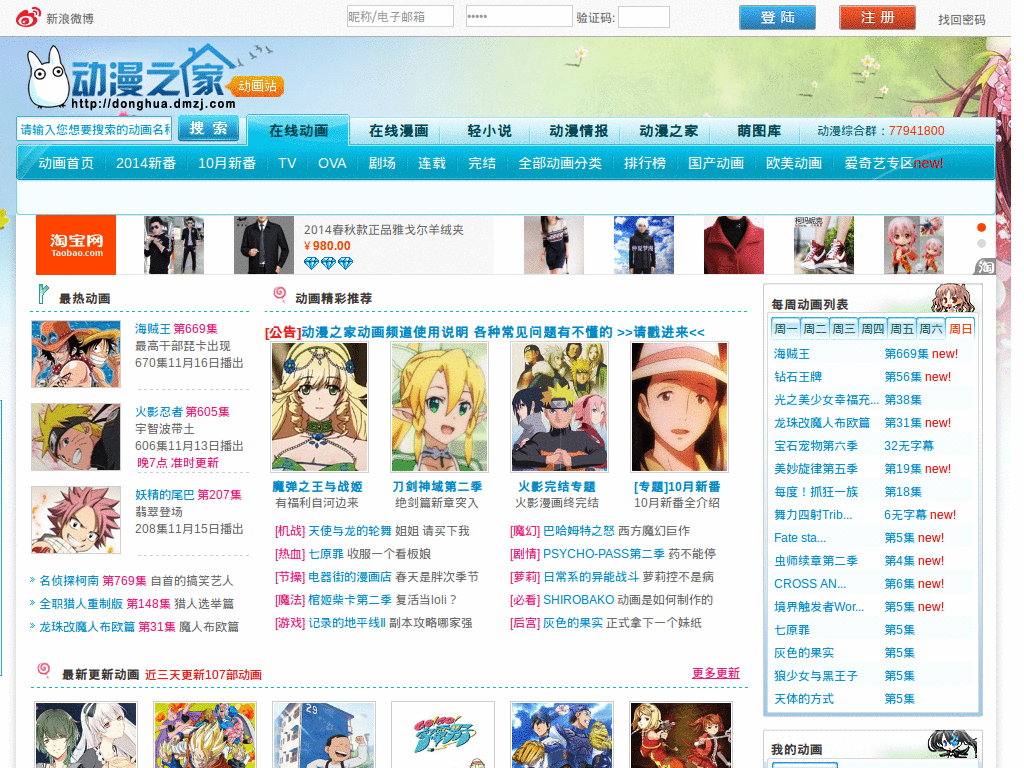 新浪微博
昵称/电子邮箱
•••••
验证码:
登 陆
注 册
找回密码
动漫之家
动画站
http://donghua.dmzj.com
请输入您想要搜索的动画名称
搜 索
在线动画 在线漫画 轻小说 动漫情报 动漫之家 萌图库 动漫综合群：77941800
动画首页 2014新番 10月新番 TV OVA 剧场 连载 完结 全部动画分类 排行榜 国产动画 欧美动画 爱奇艺专区new!
淘宝网
Taobao.com
2014春秋款正品雅戈尔羊绒夹
¥ 980.00
淘
最热动画
海贼王 第669集
最高干部琵卡出现
670集11月16日播出
火影忍者 第605集
宇智波带土
606集11月13日播出
晚7点 准时更新
妖精的尾巴 第207集
翡翠登场
208集11月15日播出
名侦探柯南 第769集 自首的搞笑艺人
全职猎人重制版 第148集 猎人选举篇
龙珠改魔人布欧篇 第31集 魔人布欧篇
动画精彩推荐
[公告]动漫之家动画频道使用说明 各种常见问题有不懂的 >>请戳进来<<
魔弹之王与战姬
有福利自河边来
刀剑神域第二季
绝剑篇新章突入
火影完结专题
火影漫画终完结
[专题]10月新番
10月新番全介绍
[机战] 天使与龙的轮舞 姐姐 请买下我
[热血] 七原罪 收服一个看板娘
[节操] 电器街的漫画店 春天是胖次季节
[魔法] 棺姬柴卡第二季 复活当loli？
[游戏] 记录的地平线Ⅱ 副本攻略哪家强
[魔幻] 巴哈姆特之怒 西方魔幻巨作
[剧情] PSYCHO-PASS第二季 药不能停
[萝莉] 日常系的异能战斗 萝莉控不是病
[必看] SHIROBAKO 动画是如何制作的
[后宫] 灰色的果实 正式拿下一个妹纸
每周动画列表
周一 周二 周三 周四 周五 周六 周日
海贼王 第669集 new!
钻石王牌 第56集 new!
光之美少女幸福充... 第38集
龙珠改魔人布欧篇 第31集 new!
宝石宠物第六季 32无字幕
美妙旋律第五季 第19集 new!
每度！抓狂一族 第18集
舞力四射Trib... 6无字幕 new!
Fate sta... 第5集 new!
虫师续章第二季 第4集 new!
CROSS AN... 第6集 new!
境界触发者Wor... 第5集 new!
七原罪 第5集
灰色的果实 第5集
狼少女与黑王子 第5集
天体的方式 第5集
最新更新动画 近三天更新107部动画
更多更新
29
我的动画